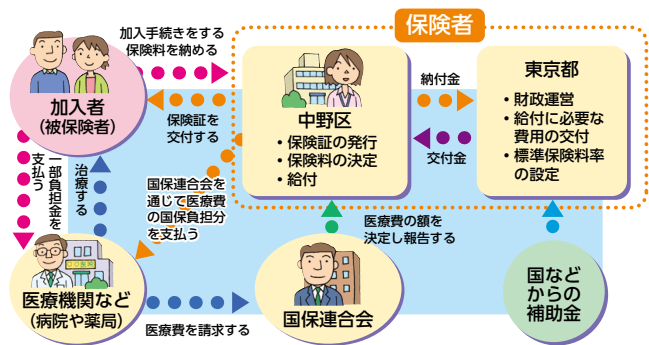 保険者
加入手続きをする
保険料を納める
加入者
(被保険者)
保険証を
交付する
中野区
・保険証の発行
・保険料の決定
・給付
納付金
交付金
東京都
・財政運営
・給付に必要な
費用の交付
・標準保険料率
の設定
一部負担金を
支払う
治療する
国保連合会を
通じて医療費
の国保負担分
を支払う
医療費の額を
決定し報告する
医療機関など
(病院や薬局)
医療費を請求する
国保連合会
国など
からの
補助金